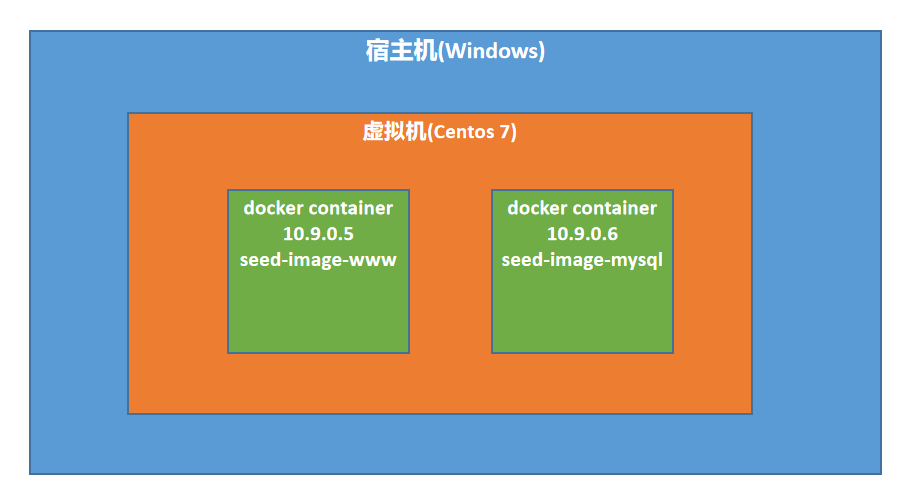 宿主机(Windows)
虚拟机(Centos 7)
docker container
10.9.0.5
seed-image-www
docker container
10.9.0.6
seed-image-mysql